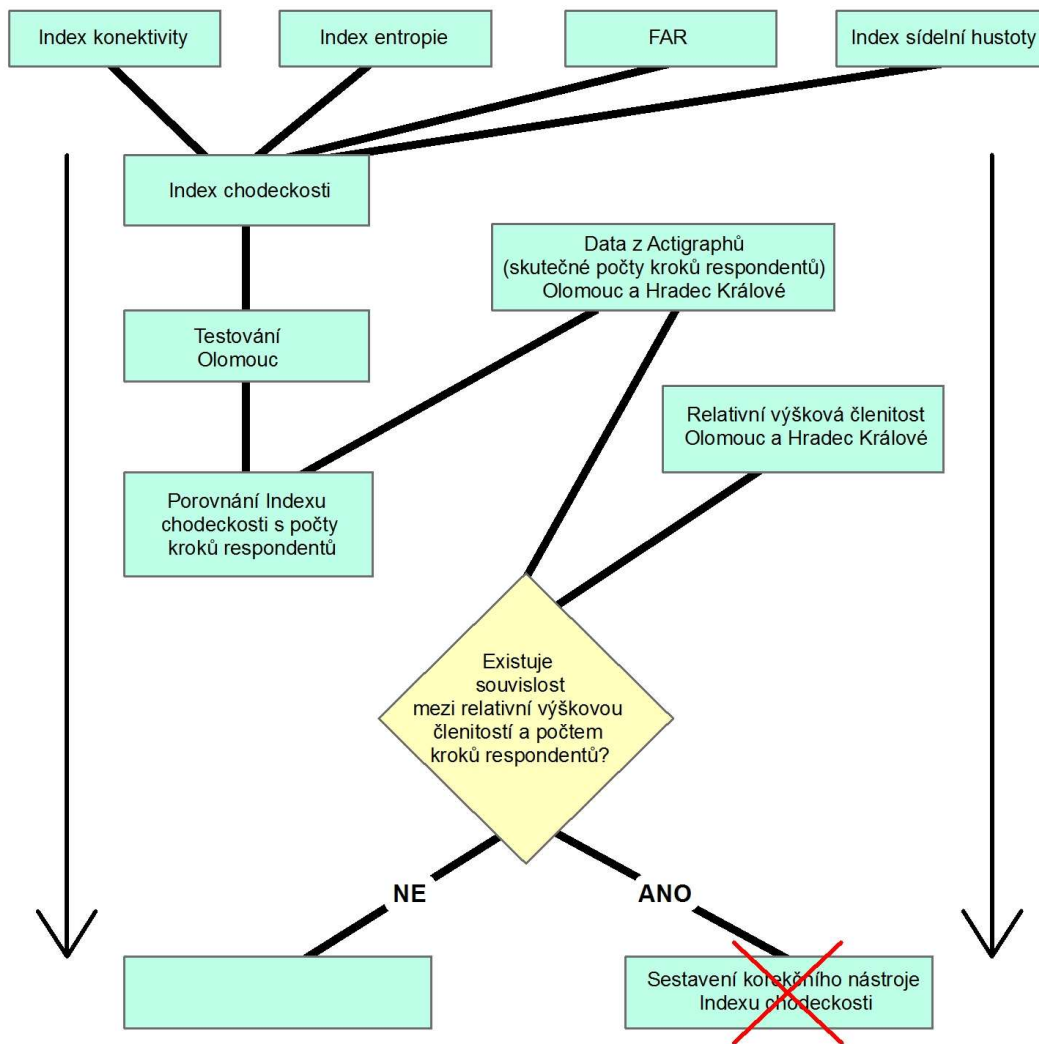 Index konektivity
Index entropie
FAR
Index sídelní hustoty
Index chodeckosti
Data z Actigraphů
(skutečné počty kroků respondentů)
Olomouc a Hradec Králové
Testování
Olomouc
Relativní výšková členitost
Olomouc a Hradec Králové
Porovnání Indexu
chodeckosti s počty
kroků respondentů
Existuje
souvislost
mezi relativní výškovou
členitostí a počtem
kroků respondentů?
NE
ANO
Sestavení korekčního nástroje
Indexu chodeckosti